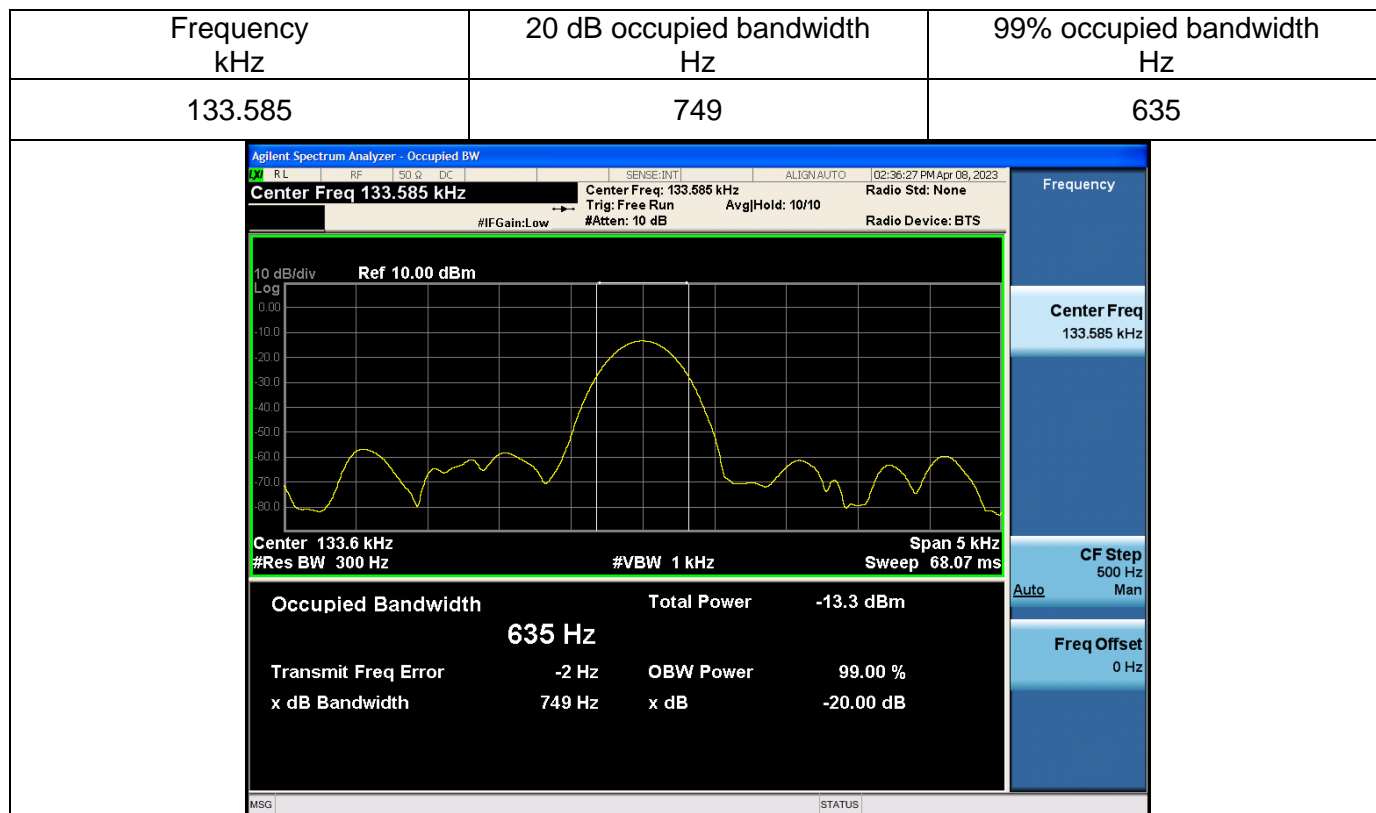 Frequency 20 dB occupied bandwidth 99% occupied bandwidth
kHz Hz Hz
133.585 749 635
Agilent Spectrum Analyzer - Occupied BW
LXI RL RF 50 Ω DC SENSE:INT ALIGN AUTO 02:36:27 PM Apr 08, 2023
Center Freq 133.585 kHz Center Freq: 133.585 kHz Radio Std: None
Trig: Free Run Avg|Hold: 10/10
#IFGain:Low #Atten: 10 dB Radio Device: BTS
Frequency
10 dB/div Ref 10.00 dBm
Log
0.00
-10.0
-20.0
-30.0
-40.0
-50.0
-60.0
-70.0
-80.0
Center 133.6 kHz Span 5 kHz
#Res BW 300 Hz #VBW 1 kHz Sweep 68.07 ms
Center Freq
133.585 kHz
CF Step
500 Hz
Auto Man
Freq Offset
0 Hz
Occupied Bandwidth Total Power -13.3 dBm
635 Hz
Transmit Freq Error -2 Hz OBW Power 99.00 %
x dB Bandwidth 749 Hz x dB -20.00 dB
MSG STATUS